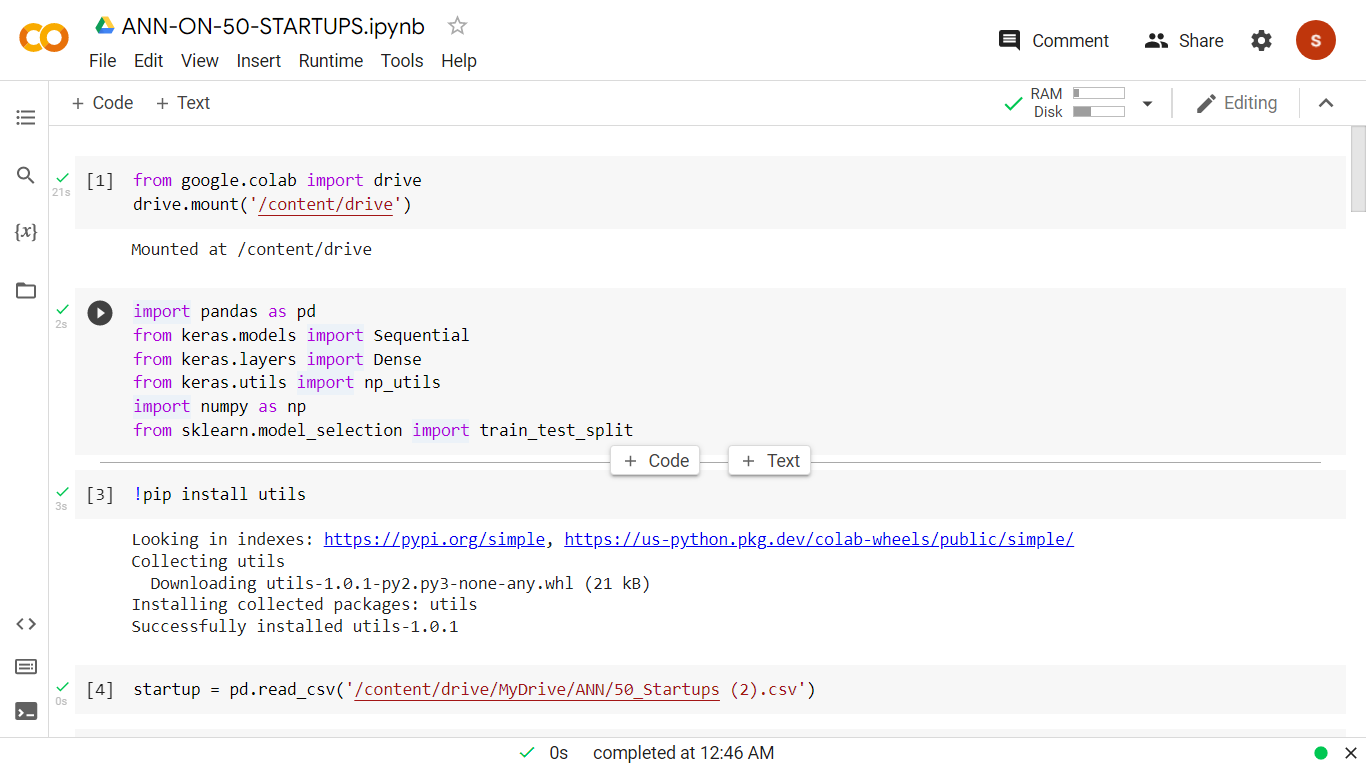 ANN-ON-50-STARTUPS.ipynb
File Edit View Insert Runtime Tools Help
Comment
Share
S
+ Code + Text
RAM
Disk
Editing
21s
[1]
from google.colab import drive
drive.mount('/content/drive')
Mounted at /content/drive
2s
import pandas as pd
from keras.models import Sequential
from keras.layers import Dense
from keras.utils import np_utils
import numpy as np
from sklearn.model_selection import train_test_split
+ Code + Text
3s
[3]
!pip install utils
Looking in indexes: https://pypi.org/simple, https://us-python.pkg.dev/colab-wheels/public/simple/
Collecting utils
Downloading utils-1.0.1-py2.py3-none-any.whl (21 kB)
Installing collected packages: utils
Successfully installed utils-1.0.1
0s
[4]
startup = pd.read_csv('/content/drive/MyDrive/ANN/50_Startups (2).csv')
{x}
0s completed at 12:46 AM